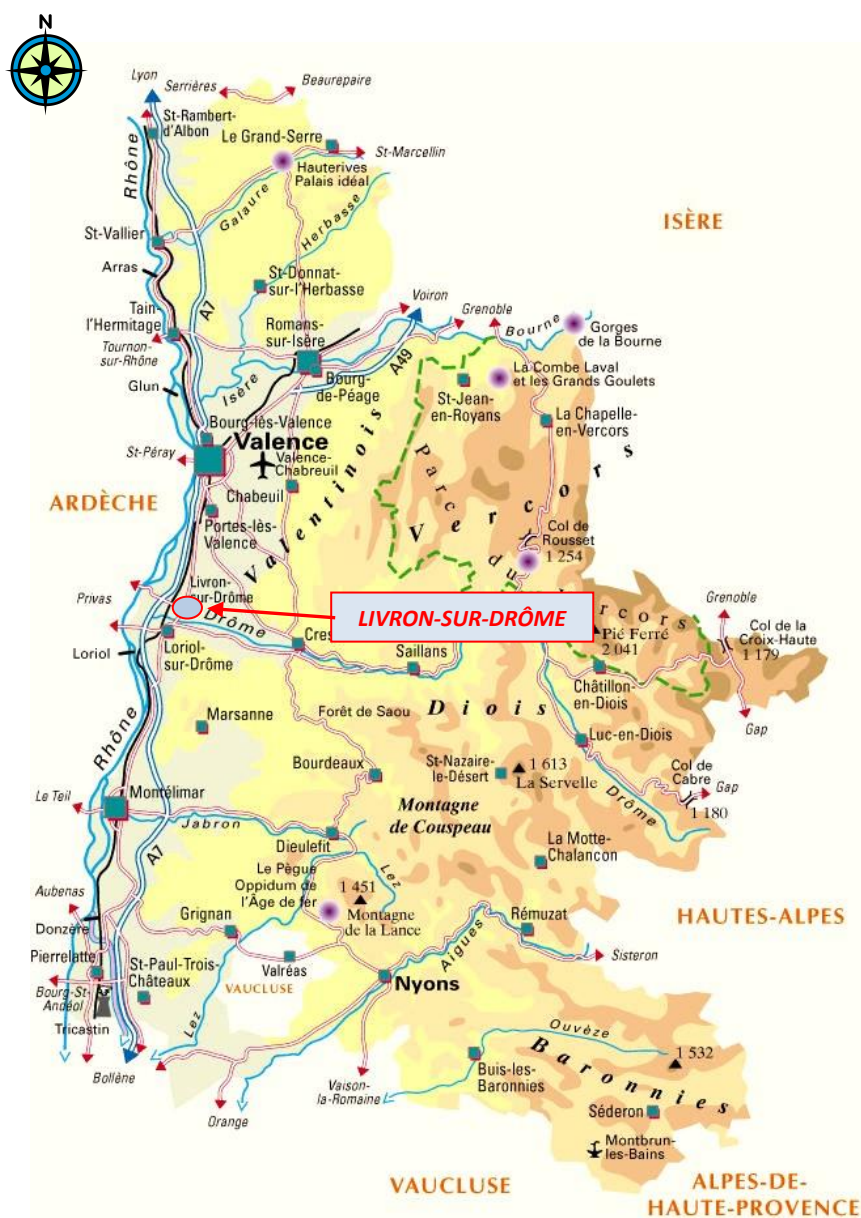 N
Lyon
Serrières
Beaurepaire
St-Rambert-
d'Albon
Le Grand-Serre
St-Marcellin
Hauterives
Palais idéal
Rhône
Galaure
Herbasse
ISÈRE
St-Vallier
Arras
St-Donnat-
sur-l'Herbasse
A7
Voiron
Grenoble
Tain-
l'Hermitage
Romans-
sur-Isère
Bourne
Gorges
de la Bourne
Tournon-
sur-Rhône
A49
La Combe Laval
et les Grands Goulets
Glun
Isère
Bourg-
de-Péage
St-Jean-
en-Royans
La Chapelle-
en-Vercors
Bourg-lès-Valence
Valence
St-Péray
Valence-
Chabreuil
Valentinois
Parc
du
Vercors
ARDÈCHE
Chabeuil
Portes-lès-
Valence
Col de
Rousset
1 254
Livron-
sur-Drôme
Privas
Drôme
LIVRON-SUR-DRÔME
Pié Ferré
2 041
Grenoble
Col de la
Croix-Haute
1 179
Loriol
Loriol-
sur-Drôme
Cres
Saillans
Châtillon-
en-Diois
Gap
Rhône
Marsanne
Forêt de Saou
Diois
Luc-en-Diois
Bourdeaux
St-Nazaire-
le-Désert
1 613
La Servelle
Col de
Cabre
Gap
1 180
Drôme
Le Teil
Montélimar
Jabron
Montagne
de Couspeau
Dieulefit
La Motte-
Chalancon
A7
Le Pègue
Oppidum de
l'Âge de fer
Lez
1 451
Montagne
de la Lance
Aubenas
Donzère
Grignan
Rémuzat
HAUTES-ALPES
Pierrelatte
St-Paul-Trois-
Châteaux
Valréas
Aigues
Sisteron
Bourg-St-
Andéol
VAUCLUSE
Nyons
Tricastin
Lez
Ouvèze
Bollène
Vaison-
la-Romaine
Buis-les-
Baronnies
Baronnies
1 532
Orange
Séderon
Montbrun-
les-Bains
VAUCLUSE
ALPES-DE-
HAUTE-PROVENCE